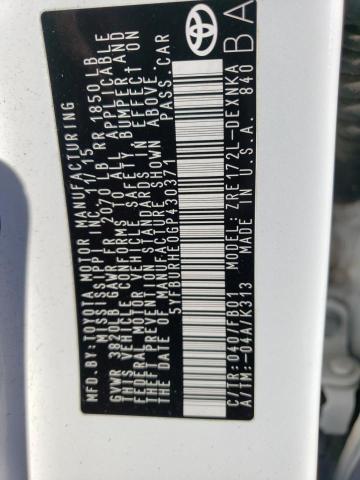 MFD.BY:TOYOTA MOTOR MANUFACTURING
MISSISSIPPI INC. 11/15
GVWR 3820LB GAWR FR 2070 LB RR 1850LB
THIS VEHICLE CONFORMS TO ALL APPLICABLE
FEDERAL MOTOR VEHICLE SAFETY BUMPER, AND
THEFT PREVENTION STANDARDS IN EFFECT ON
THE DATE OF MANUFACTURE SHOWN ABOVE.
5YFBURHE0GP430371 PASS.CAR
C/TR:040/FB31 MODEL:ZRE172L-DEXNKA
A/TM:-04A/K313 MADE IN U.S.A. 840
TOYOTA
BA